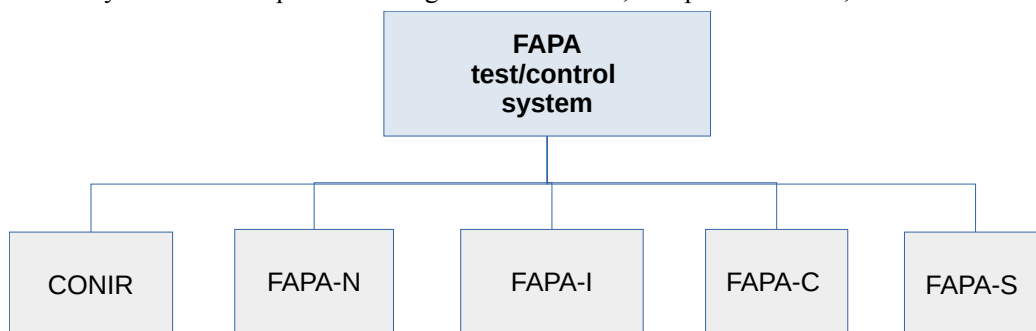 FAPA
test/control
system
CONIR
FAPA-N
FAPA-I
FAPA-C
FAPA-S